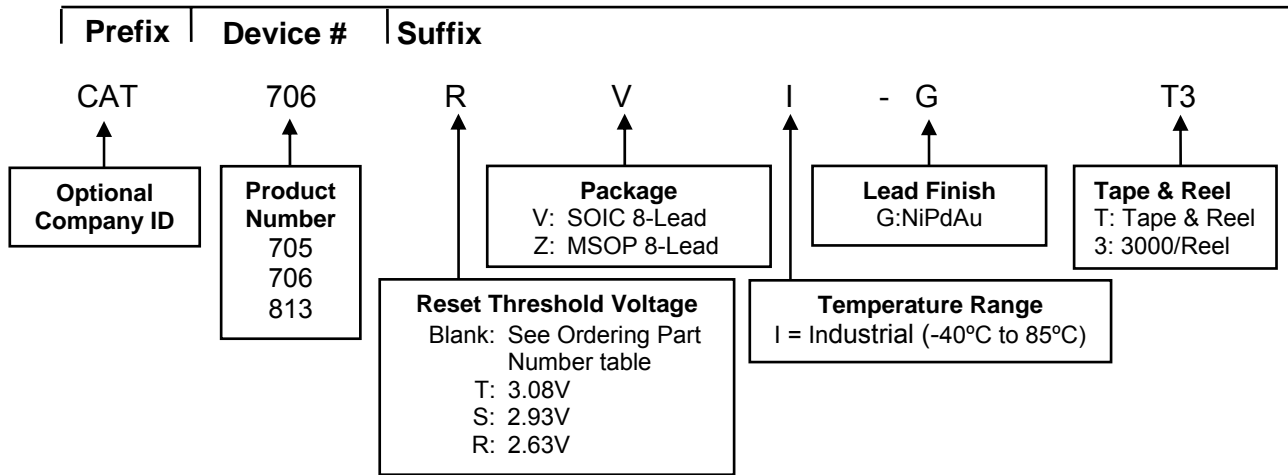 Prefix Device # Suffix
CAT 706 R V I - G T3
Optional
Company ID
Product
Number
705
706
813
Package
V: SOIC 8-Lead
Z: MSOP 8-Lead
Lead Finish
G:NiPdAu
Tape & Reel
T: Tape & Reel
3: 3000/Reel
Reset Threshold Voltage
Blank: See Ordering Part
Number table
T: 3.08V
S: 2.93V
R: 2.63V
Temperature Range
I = Industrial (-40ºC to 85ºC)